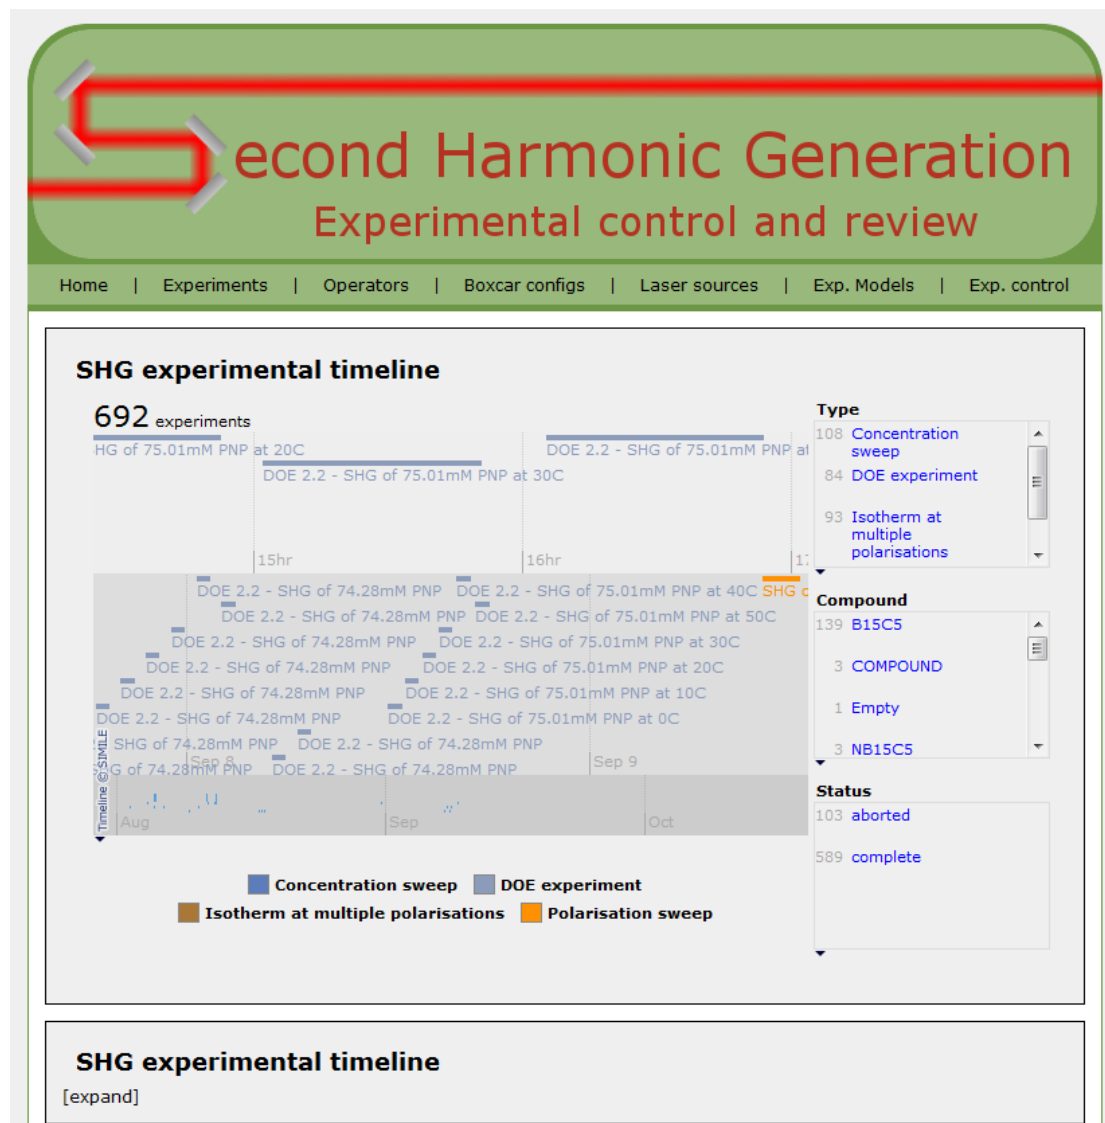 econd Harmonic Generation
Experimental control and review
Home | Experiments | Operators | Boxcar configs | Laser sources | Exp. Models | Exp. control
SHG experimental timeline
692 experiments
HG of 75.01mM PNP at 20C
DOE 2.2 - SHG of 75.01mM PNP at
DOE 2.2 - SHG of 75.01mM PNP at 30C
15hr
16hr
DOE 2.2 - SHG of 74.28mM PNP
DOE 2.2 - SHG of 75.01mM PNP at 40C
SHG
DOE 2.2 - SHG of 74.28mM PNP
DOE 2.2 - SHG of 75.01mM PNP at 50C
DOE 2.2 - SHG of 74.28mM PNP
DOE 2.2 - SHG of 75.01mM PNP at 30C
DOE 2.2 - SHG of 74.28mM PNP
DOE 2.2 - SHG of 75.01mM PNP at 20C
DOE 2.2 - SHG of 74.28mM PNP
DOE 2.2 - SHG of 75.01mM PNP at 10C
DOE 2.2 - SHG of 74.28mM PNP
DOE 2.2 - SHG of 75.01mM PNP at 0C
SHG of 74.28mM PNP
DOE 2.2 - SHG of 74.28mM PNP
of 74.28mM PNP
DOE 2.2 - SHG of 74.28mM PNP
Sep 8
Sep 9
Timeline © SIMILE
Aug
Sep
Oct
Concentration sweep
DOE experiment
Isotherm at multiple polarisations
Polarisation sweep
Type
108 Concentration
sweep
84 DOE experiment
93 Isotherm at
multiple
polarisations
Compound
139 B15C5
3 COMPOUND
1 Empty
3 NB15C5
Status
103 aborted
589 complete
SHG experimental timeline
[expand]